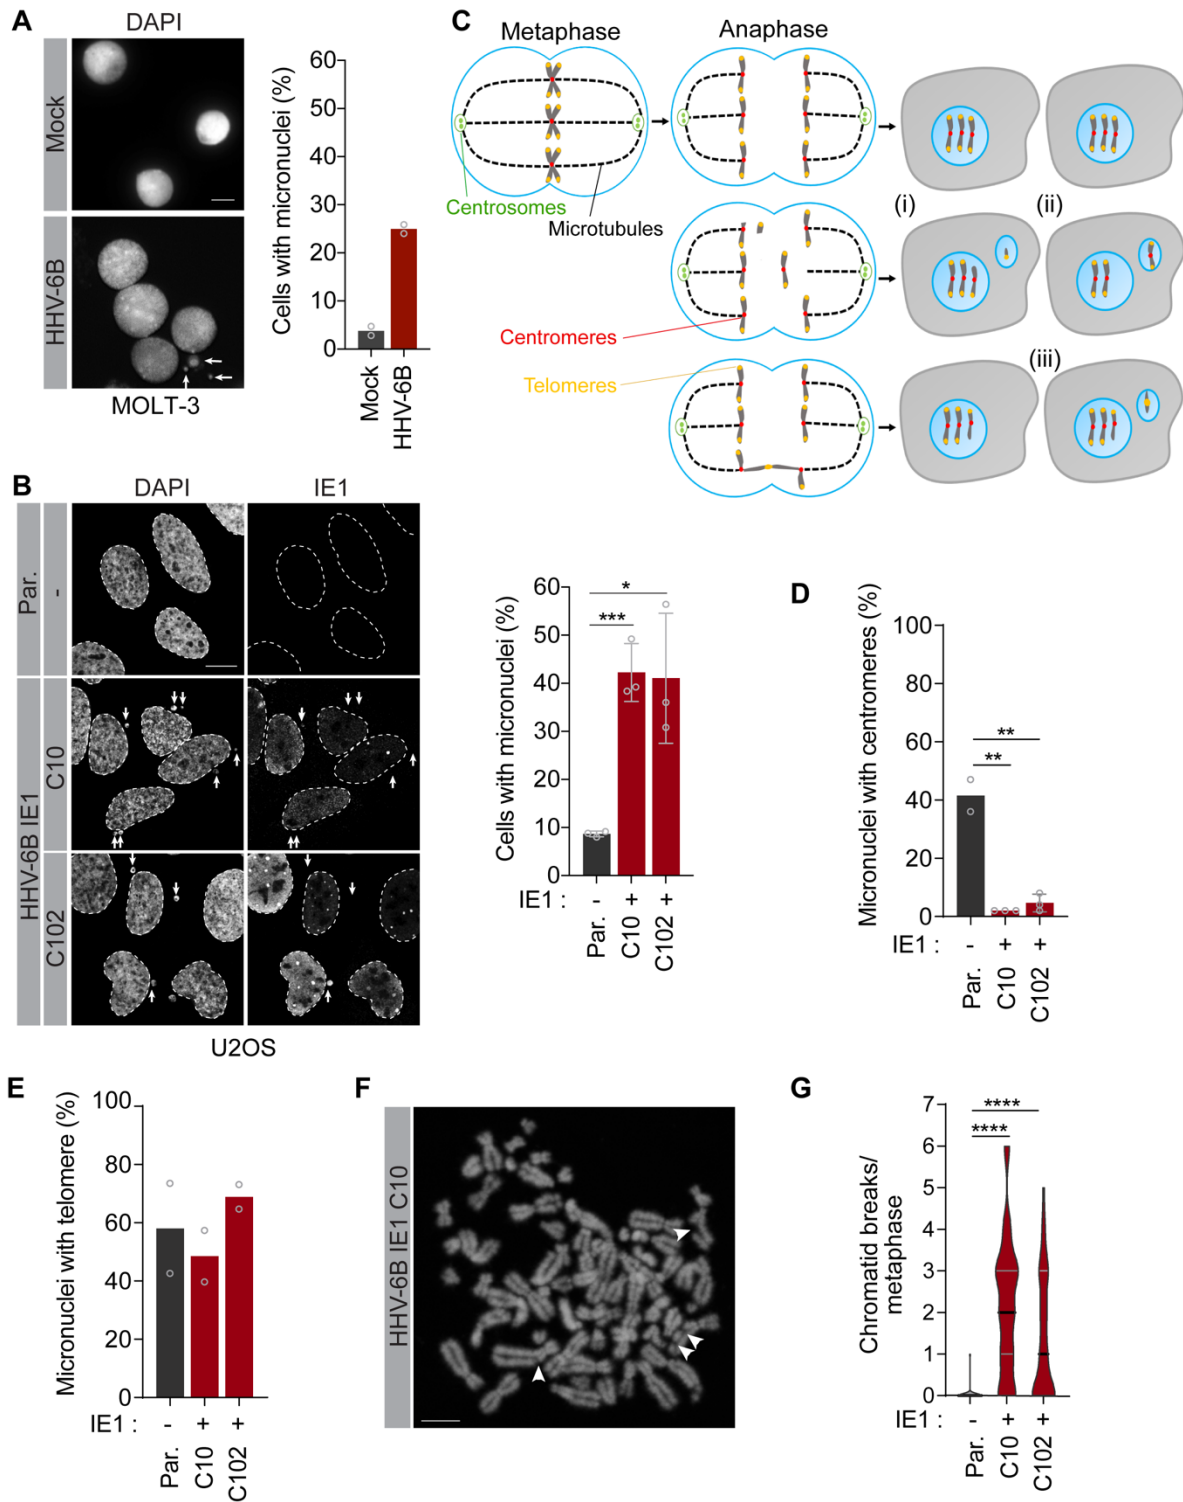 A
DAPI
Mock
HHV-6B
MOLT-3
Cells with micronuclei (%)
60
50
40
30
20
10
0
Mock
HHV-6B
C
Metaphase
Anaphase
Centrosomes
Microtubules
(i)
(ii)
Centromeres
Telomeres
(iii)
B
DAPI
IE1
Par.
-
HHV-6B IE1
C10
C102
U2OS
Cells with micronuclei (%)
60
50
40
30
20
10
0
*
***
IE1 : - + +
Par.
C10
C102
D
Micronuclei with centromeres (%)
100
80
60
40
20
0
**
**
IE1 : - + +
Par.
C10
C102
E
Micronuclei with telomere (%)
100
80
60
40
20
0
IE1 : - + +
Par.
C10
C102
F
HHV-6B IE1 C10
G
Chromatid breaks/
metaphase
7
6
5
4
3
2
1
0
****
****
IE1 : - + +
Par.
C10
C102